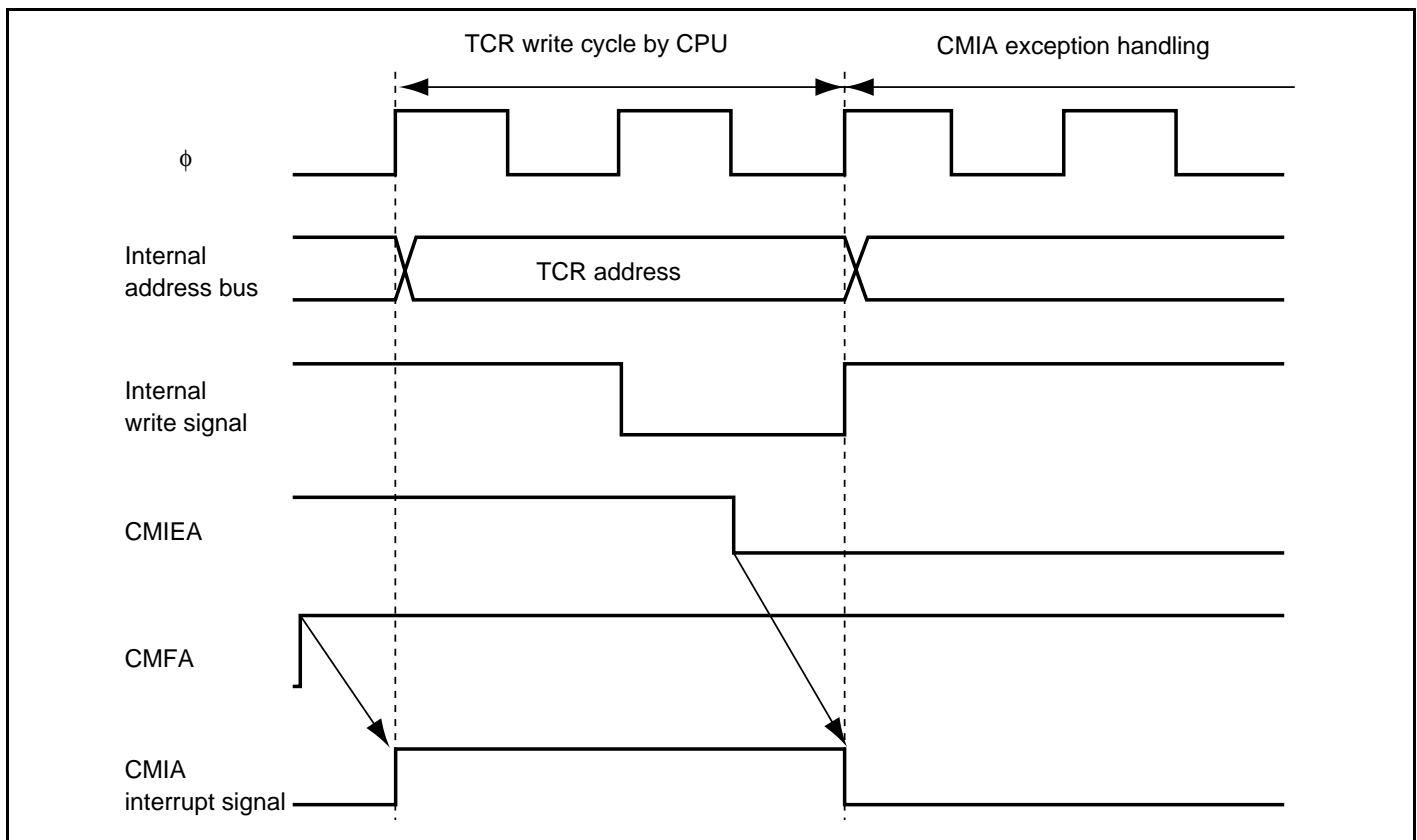 TCR write cycle by CPU
CMIA exception handling
ϕ
Internal
address bus
TCR address
Internal
write signal
CMIEA
CMFA
CMIA
interrupt signal